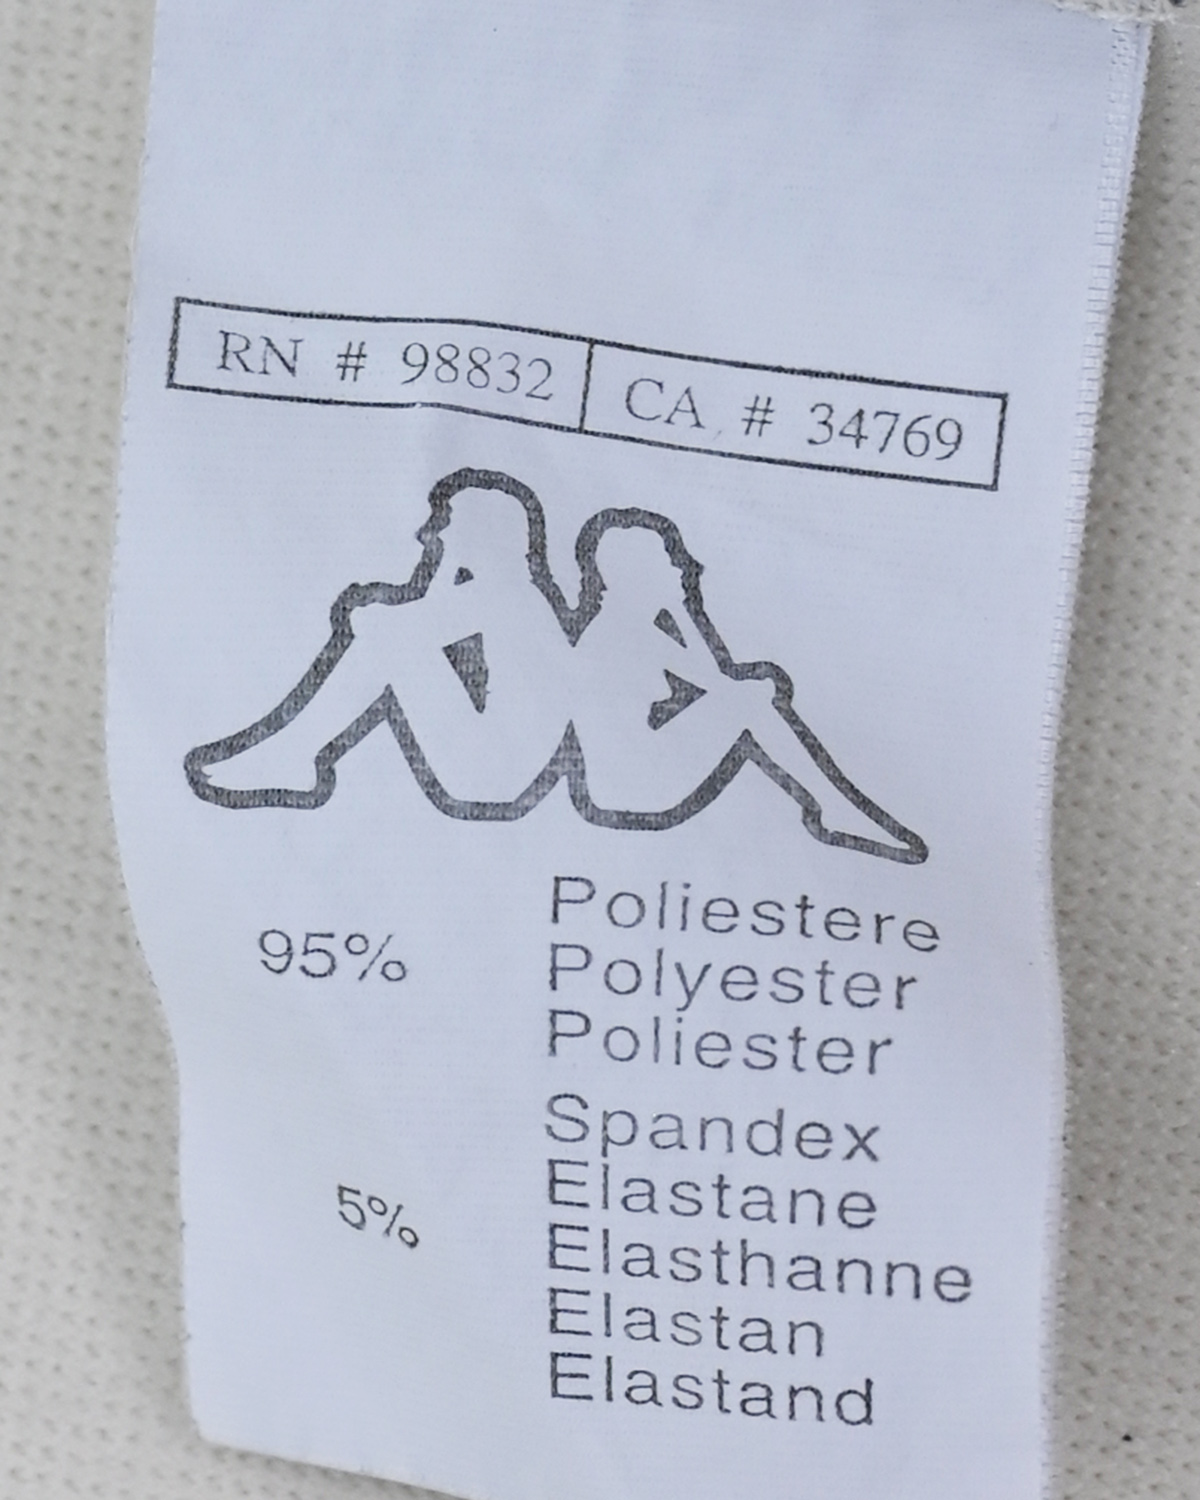 RN # 98832 CA # 34769
95%
Poliestere
Polyester
Poliester
5%
Spandex
Elastane
Elasthanne
Elastan
Elastand